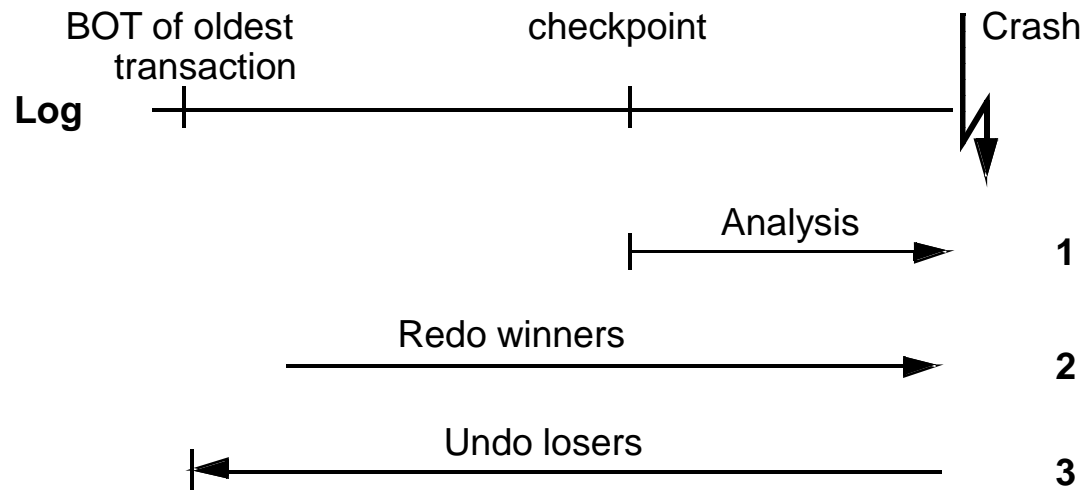 BOT of oldest
transaction
checkpoint
Crash
Log
Analysis
1
Redo winners
2
Undo losers
3